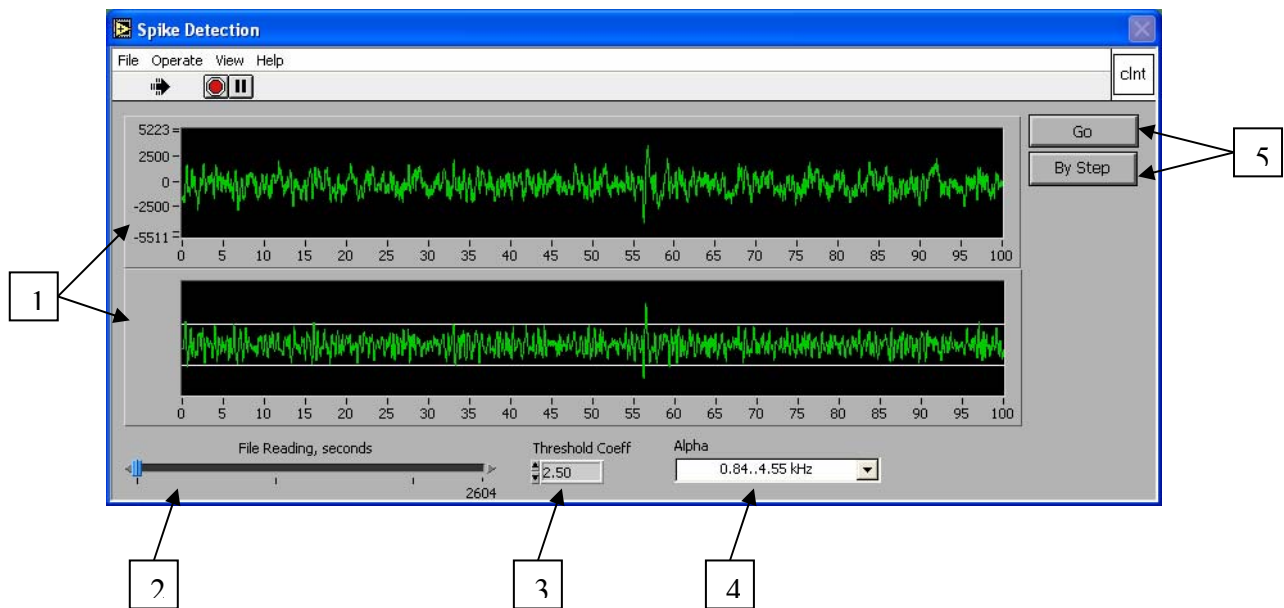 Spike Detection
File Operate View Help
clnt
5223
2500
0
-2500
-5511
0 5 10 15 20 25 30 35 40 45 50 55 60 65 70 75 80 85 90 95 100
Go
By Step
5
1
0 5 10 15 20 25 30 35 40 45 50 55 60 65 70 75 80 85 90 95 100
File Reading, seconds
2604
Threshold Coeff
2.50
Alpha
0.84..4.55 kHz
2 3 4